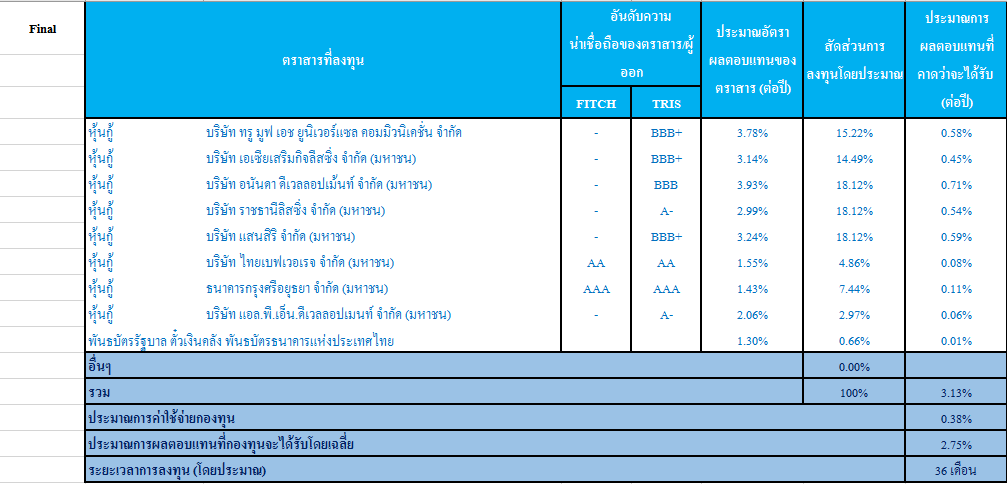 Final
ตราสารที่ลงทุน
อันดับความ
น่าเชื่อถือของตราสาร/ผู้
ออก
FITCH TRIS
ประมาณอัตรา
ผลตอบแทนของ
ตราสาร (ต่อปี)
สัดส่วนการ
ลงทุนโดยประมาณ
ประมาณการ
ผลตอบแทนที่
คาดว่าจะได้รับ
(ต่อปี)
หุ้นกู้ บริษัท ทรู มูฟ เอช ยูนิเวอร์แซล คอมมิวนิเคชั่น จำกัด - BBB+ 3.78% 15.22% 0.58%
หุ้นกู้ บริษัท เอเซียเสริมกิจลีสซิ่ง จำกัด (มหาชน) - BBB+ 3.14% 14.49% 0.45%
หุ้นกู้ บริษัท อนันดา ดีเวลลอปเม้นท์ จำกัด (มหาชน) - BBB 3.93% 18.12% 0.71%
หุ้นกู้ บริษัท ราชธานีลิสซิ่ง จำกัด (มหาชน) - A- 2.99% 18.12% 0.54%
หุ้นกู้ บริษัท แสนสิริ จำกัด (มหาชน) - BBB+ 3.24% 18.12% 0.59%
หุ้นกู้ บริษัท ไทยเบฟเวอเรจ จำกัด (มหาชน) AA AA 1.55% 4.86% 0.08%
หุ้นกู้ ธนาคารกรุงศรีอยุธยา จำกัด (มหาชน) AAA AAA 1.43% 7.44% 0.11%
หุ้นกู้ บริษัท แอล.พี.เอ็น.ดีเวลลอปเมนท์ จำกัด (มหาชน) - A- 2.06% 2.97% 0.06%
พันธบัตรรัฐบาล ตั๋วเงินคลัง พันธบัตรธนาคารแห่งประเทศไทย 1.30% 0.66% 0.01%
อื่นๆ 0.00%
รวม 100% 3.13%
ประมาณการค่าใช้จ่ายกองทุน 0.38%
ประมาณการผลตอบแทนที่กองทุนจะได้รับโดยเฉลี่ย 2.75%
ระยะเวลาการลงทุน (โดยประมาณ) 36 เดือน